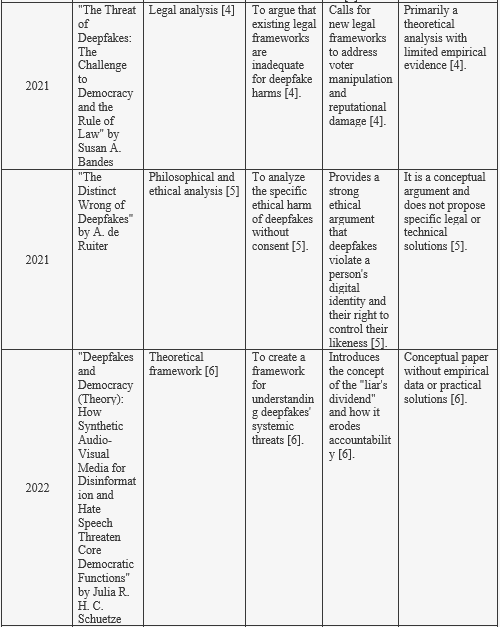 2021
"The Threat
of
Deepfakes:
The
Challenge
to
Democracy
and the
Rule of
Law" by
Susan A.
Bandes
Legal analysis [4]
To argue that
existing legal
frameworks
are
inadequate
for deepfake
harms [4].
Calls for
new legal
frameworks
to address
voter
manipulation
and
reputational
damage [4].
Primarily a
theoretical
analysis with
limited empirical
evidence [4].
2021
"The
Distinct
Wrong of
Deepfakes"
by A. de
Ruiter
Philosophical and
ethical analysis [5]
To analyze
the specific
ethical harm
of deepfakes
without
consent [5].
Provides a
strong
ethical
argument
that
deepfakes
violate a
person's
digital
identity and
their right to
control their
likeness [5].
It is a conceptual
argument and
does not propose
specific legal or
technical
solutions [5].
2022
"Deepfakes
and
Democracy
(Theory):
How
Synthetic
Audio-
Visual
Media for
Disinformat
ion and
Hate
Speech
Threaten
Core
Democratic
Functions"
by Julia R.
H. C.
Schuetze
Theoretical
framework [6]
To create a
framework
for
understandin
g deepfakes'
systemic
threats [6].
Introduces
the concept
of the "liar's
dividend"
and how it
erodes
accountabilit
y [6].
Conceptual paper
without empirical
data or practical
solutions [6].